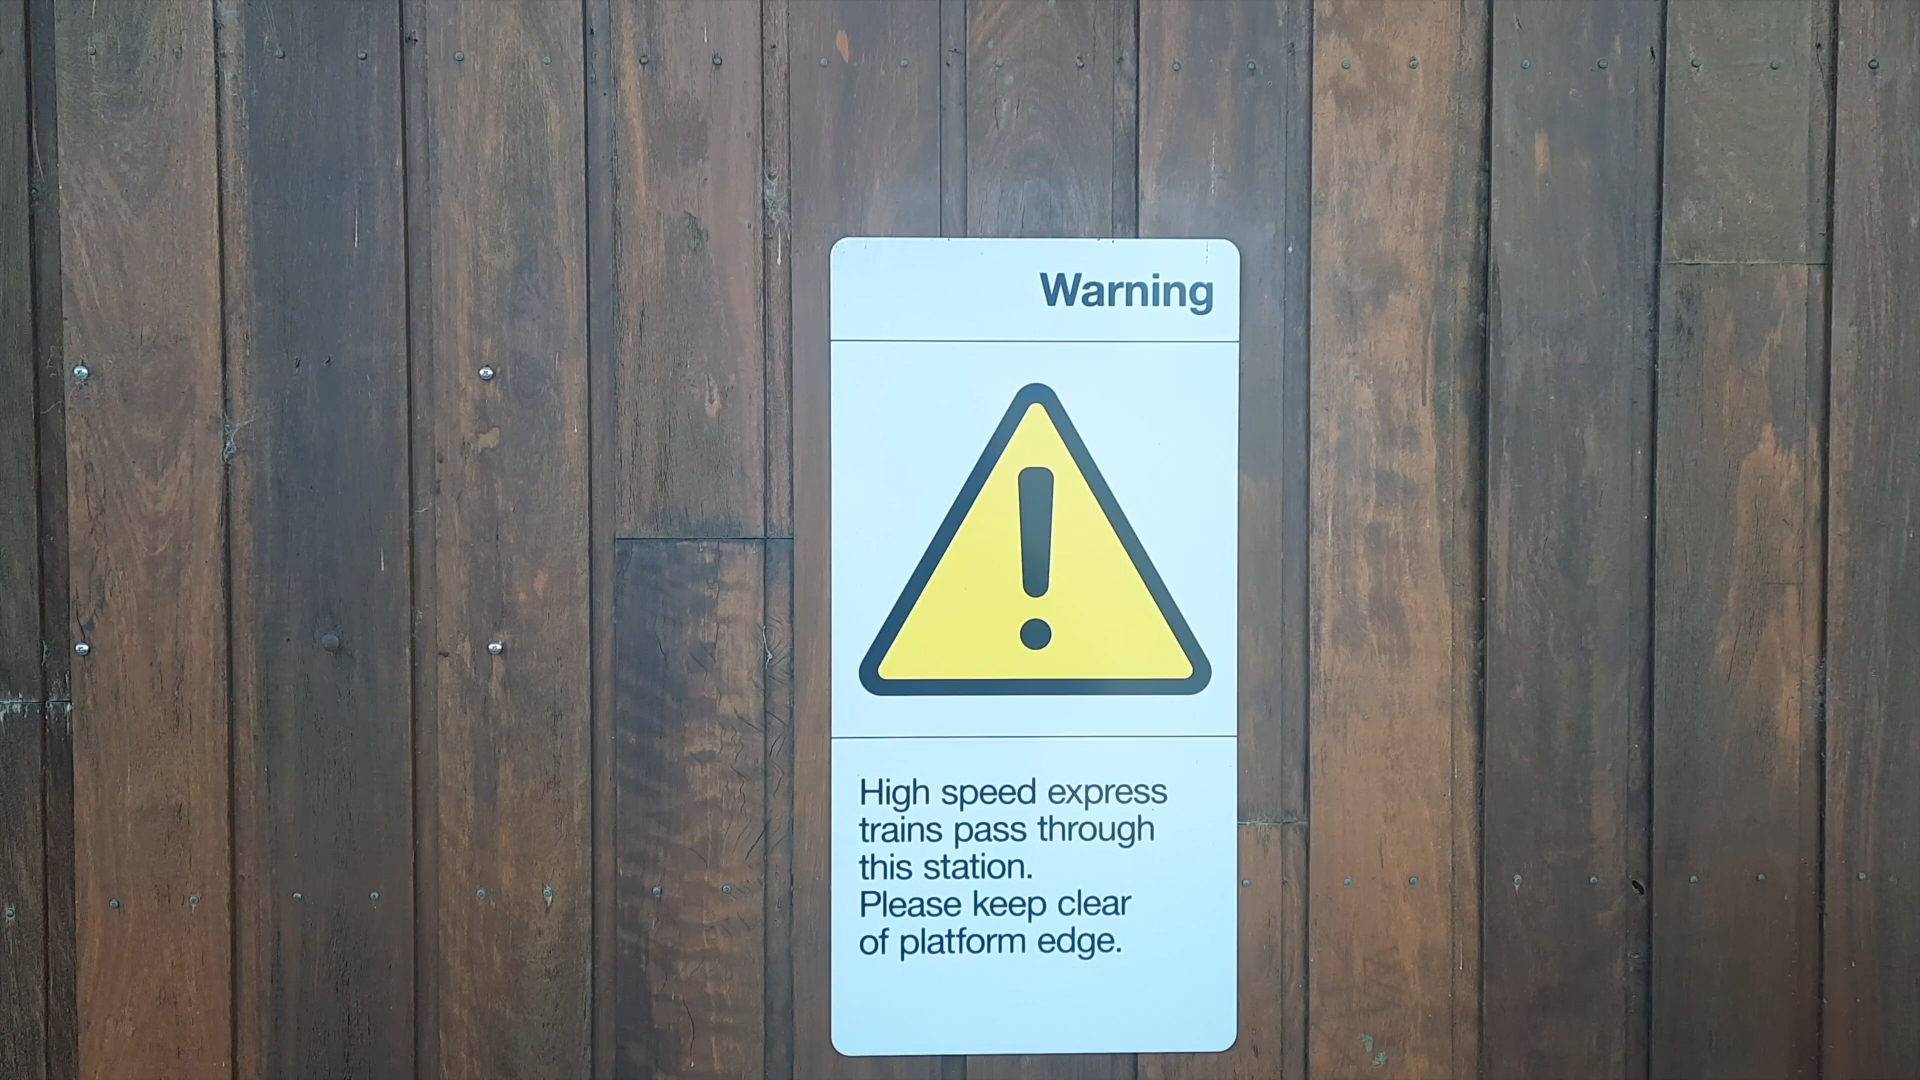 Warning
High speed express
trains pass through
this station.
Please keep clear
of platform edge.